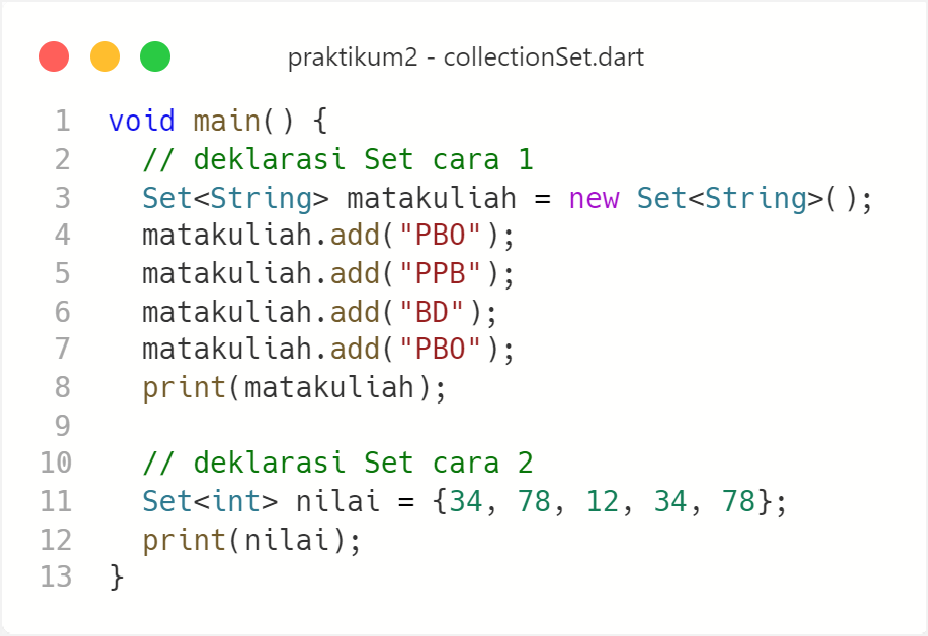 praktikum2 - collectionSet.dart
1 void main() {
2   // deklarasi Set cara 1
3   Set<String> matakuliah = new Set<String>();
4   matakuliah.add("PBO");
5   matakuliah.add("PPB");
6   matakuliah.add("BD");
7   matakuliah.add("PBO");
8   print(matakuliah);
9
10   // deklarasi Set cara 2
11   Set<int> nilai = {34, 78, 12, 34, 78};
12   print(nilai);
13 }